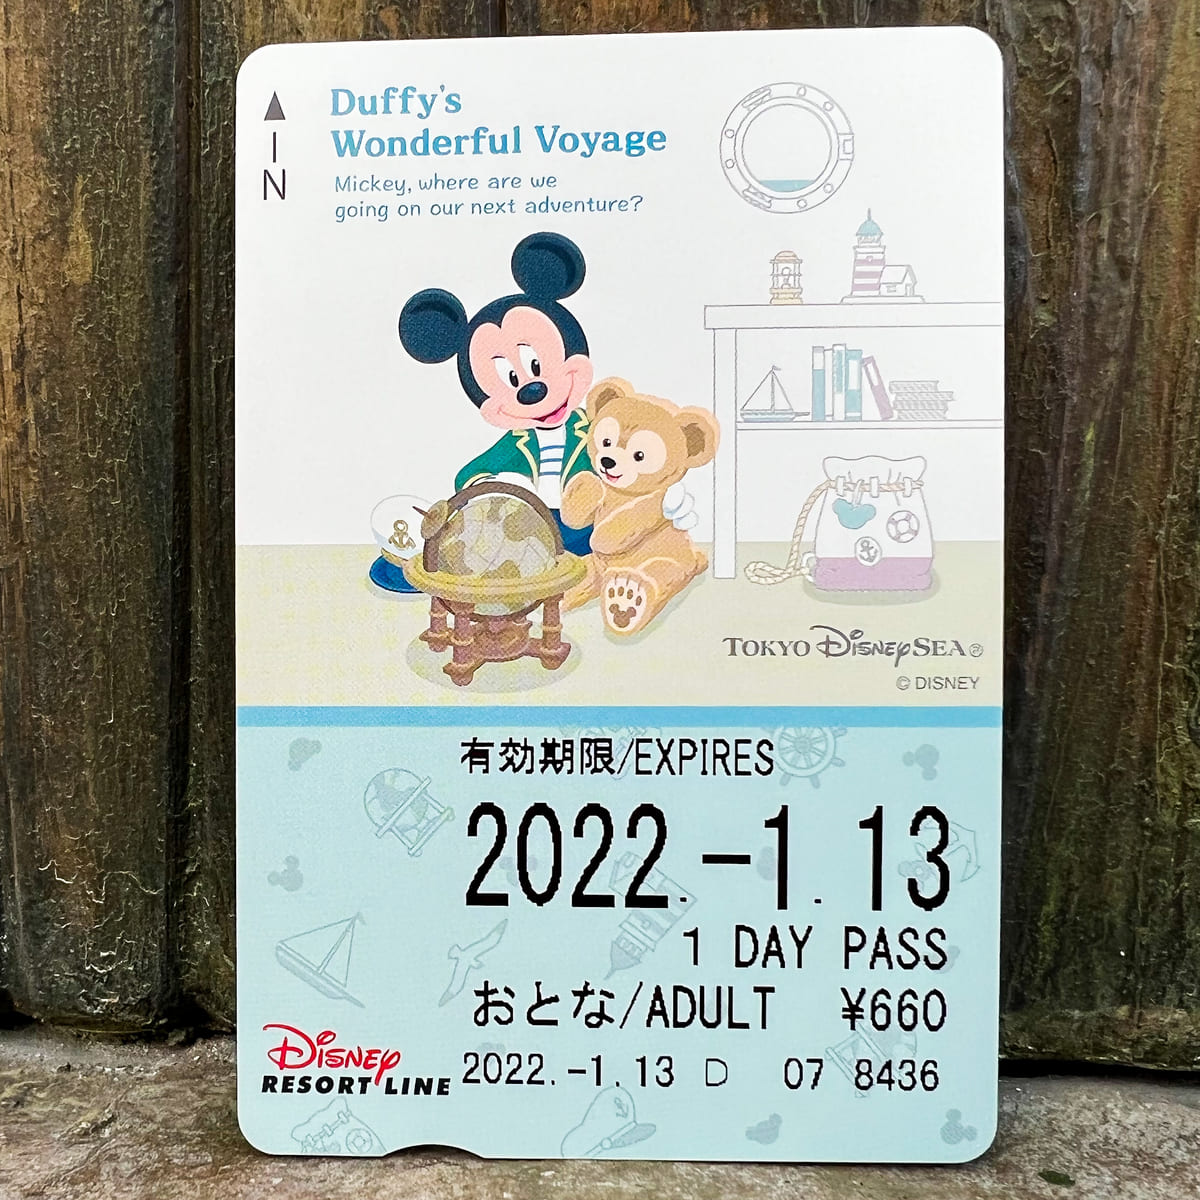 IN
Duffy's
Wonderful Voyage
Mickey, where are we
going on our next adventure?
TOKYO DISNEYSEA®
© DISNEY
有効期限/EXPIRES
2022.-1.13
1 DAY PASS
おとな/ADULT ¥660
2022.-1.13 D 07 8436
DISNEY
RESORT LINE